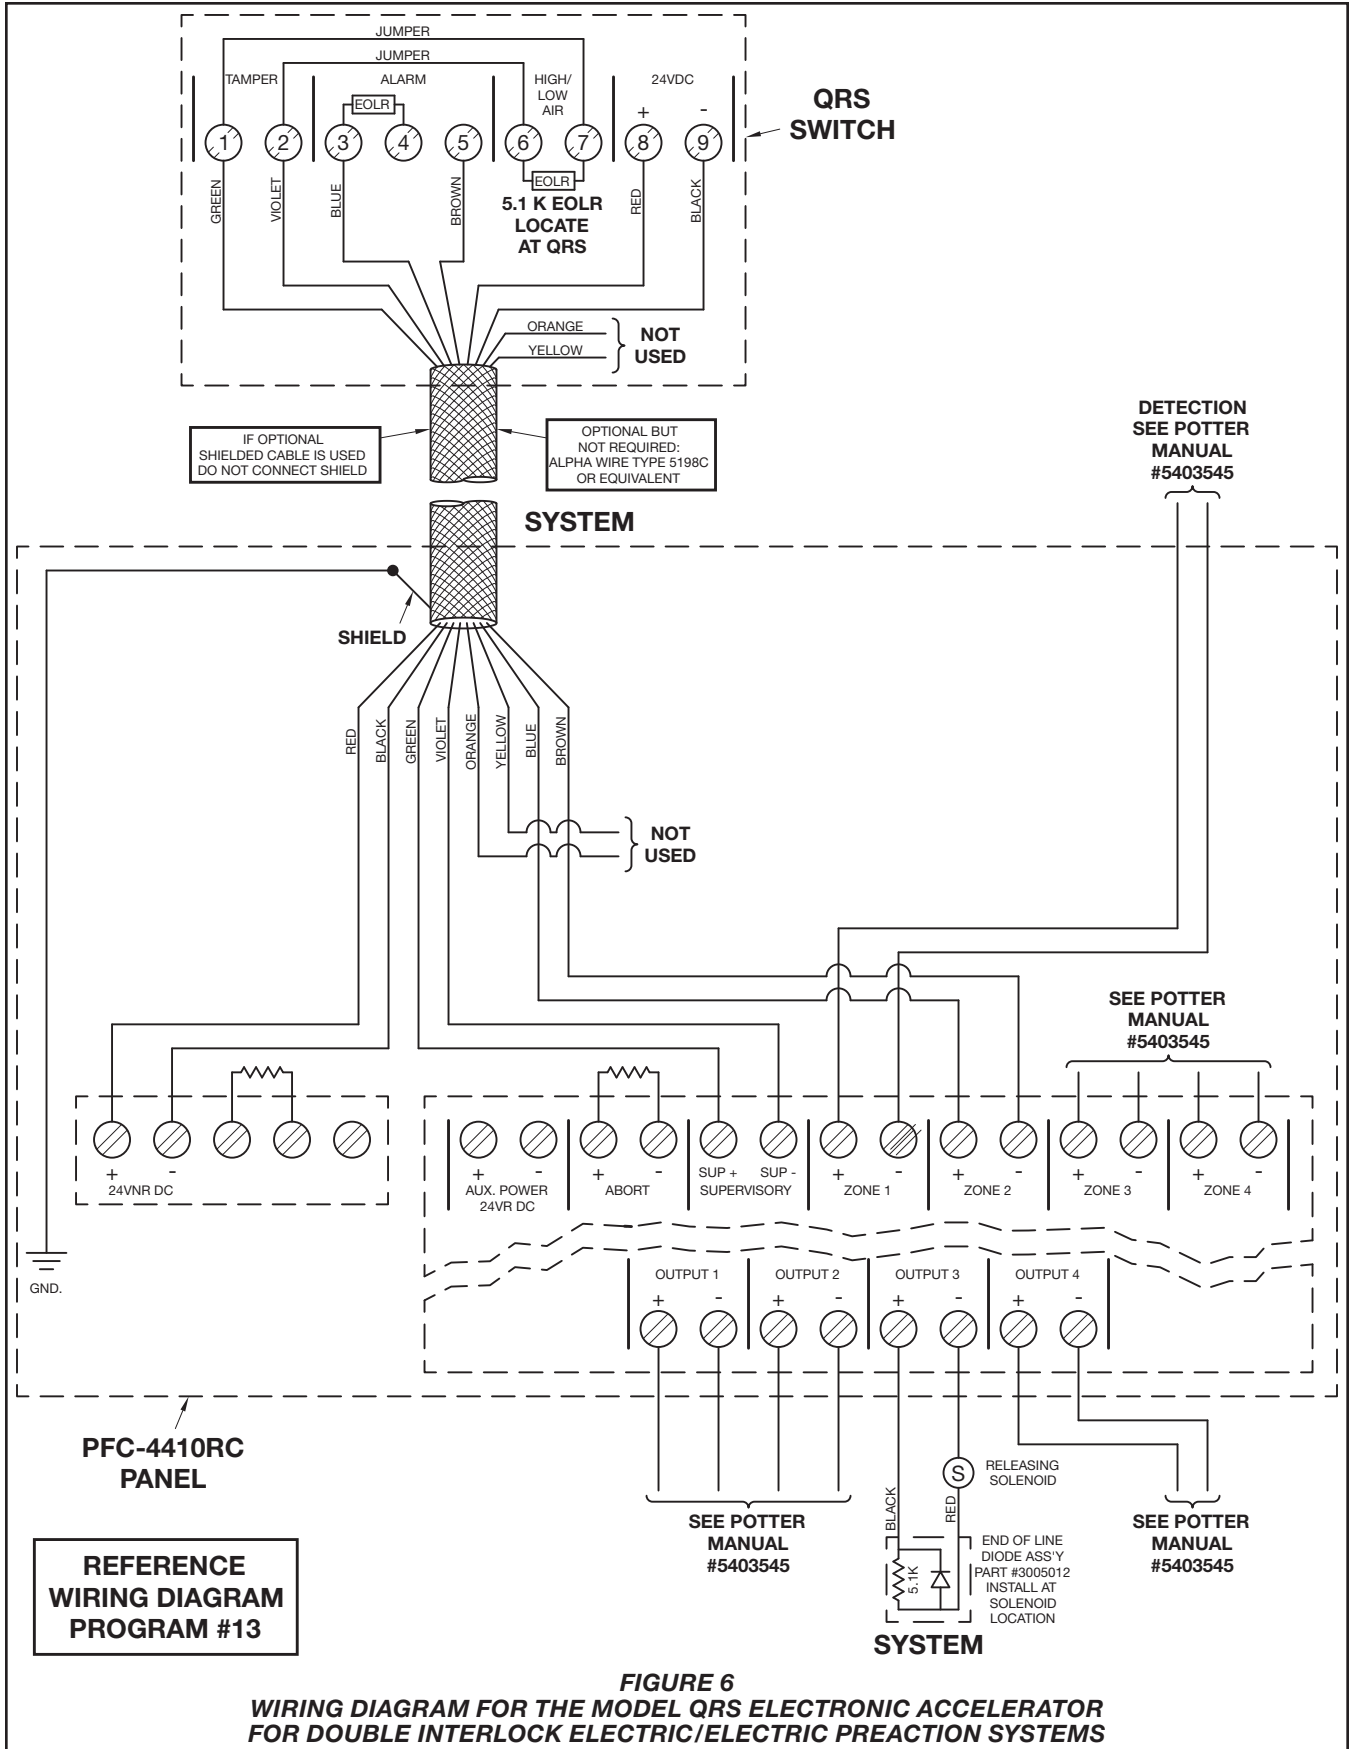 JUMPER
JUMPER
TAMPER
ALARM
HIGH/
LOW
AIR
24VDC
+ -
EOLR
1 2 3 4 5 6 7 8 9
QRS
SWITCH
EOLR
5.1 K EOLR
LOCATE
AT QRS
GREEN
VIOLET
BLUE
BROWN
RED
BLACK
ORANGE
YELLOW
NOT
USED
IF OPTIONAL
SHIELDED CABLE IS USED
DO NOT CONNECT SHIELD
OPTIONAL BUT
NOT REQUIRED:
ALPHA WIRE TYPE 5198C
OR EQUIVALENT
DETECTION
SEE POTTER
MANUAL
#5403545
SYSTEM
SHIELD
RED
BLACK
GREEN
VIOLET
ORANGE
YELLOW
BLUE
BROWN
NOT
USED
SEE POTTER
MANUAL
#5403545
+ -
24VNR DC
+ -
AUX. POWER
24VR DC
+ -
ABORT
SUP + SUP -
SUPERVISORY
+ -
ZONE 1
+ -
ZONE 2
+ -
ZONE 3
+ -
ZONE 4
GND.
OUTPUT 1
+ -
OUTPUT 2
+ -
OUTPUT 3
+ -
OUTPUT 4
+ -
PFC-4410RC
PANEL
S
RELEASING
SOLENOID
BLACK
RED
SEE POTTER
MANUAL
#5403545
SEE POTTER
MANUAL
#5403545
5.1K
END OF LINE
DIODE ASS'Y
PART #3005012
INSTALL AT
SOLENOID
LOCATION
SYSTEM
REFERENCE
WIRING DIAGRAM
PROGRAM #13
FIGURE 6
WIRING DIAGRAM FOR THE MODEL QRS ELECTRONIC ACCELERATOR
FOR DOUBLE INTERLOCK ELECTRIC/ELECTRIC PREACTION SYSTEMS